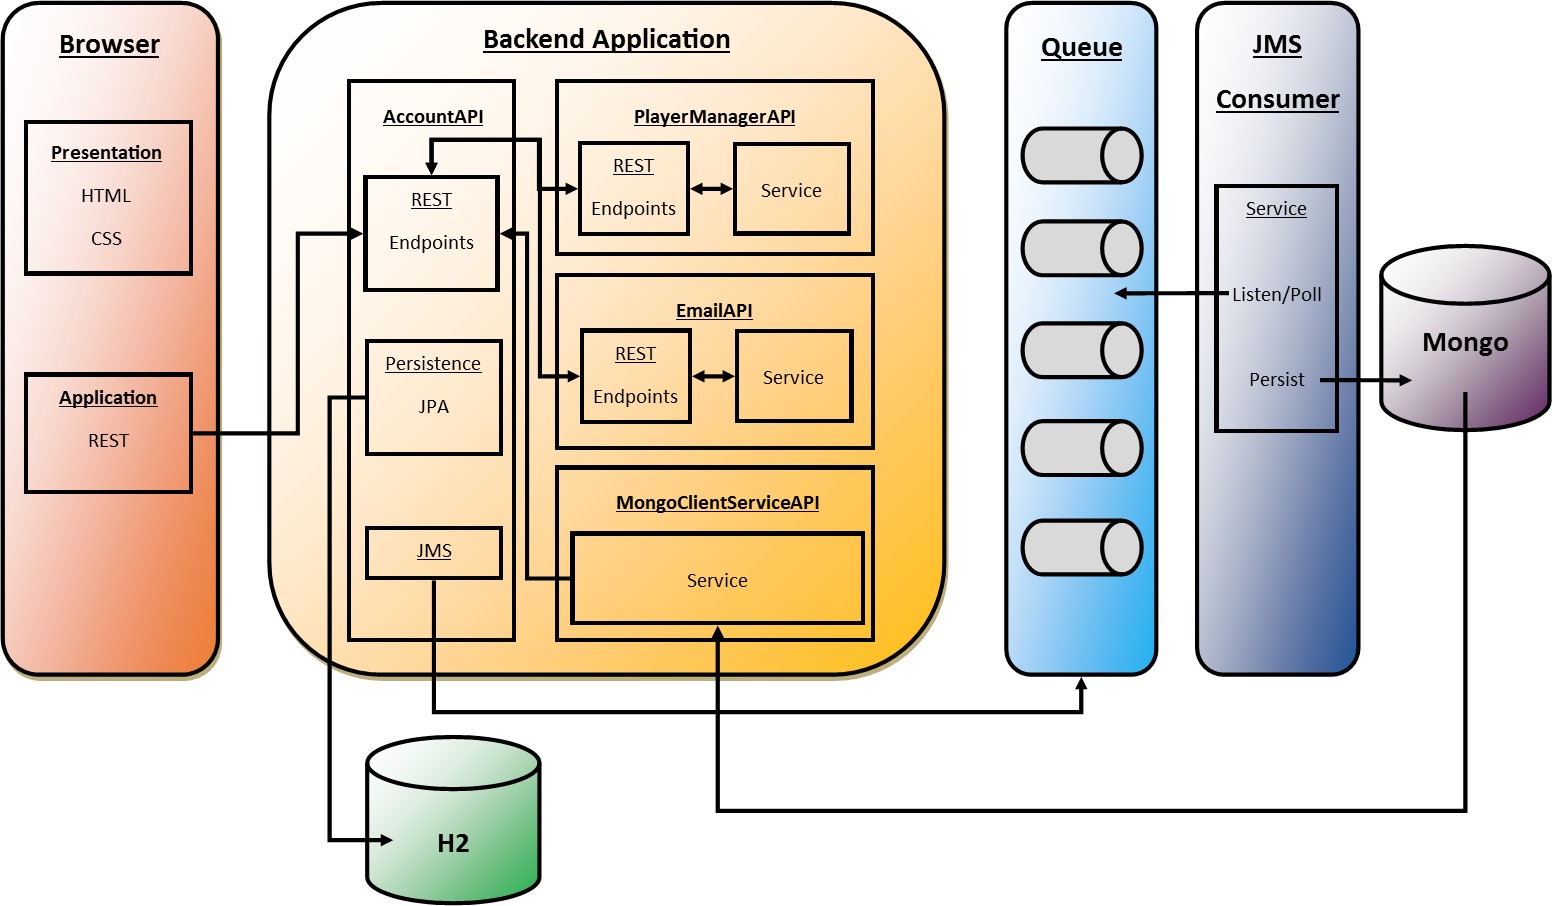 Browser
Presentation
HTML
CSS
Application
REST
Backend Application
AccountAPI
REST
Endpoints
Persistence
JPA
JMS
PlayerManagerAPI
REST
Endpoints
Service
EmailAPI
REST
Endpoints
Service
MongoClientServiceAPI
Service
Queue
JMS
Consumer
Service
Listen/Poll
Persist
Mongo
H2